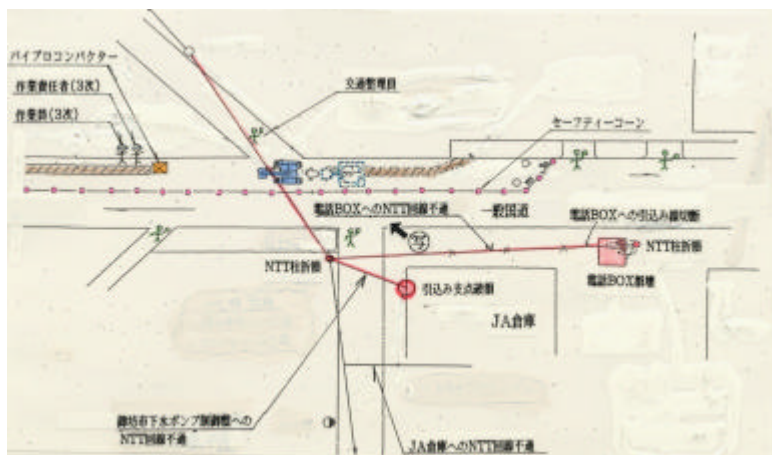 バイブロコンパクター
作業責任者(3次)
作業員(3次)
交通整理員
セーフティーコーン
電話BOXへのNTT回線不通
一般国道
電話BOXへの引込み線切断
写
NTT柱折損
NTT柱折損
引込み支点破損
電話BOX損壊
JA倉庫
市下水ポンプ制御盤への
NTT回線不通
JA倉庫へのNTT回線不通